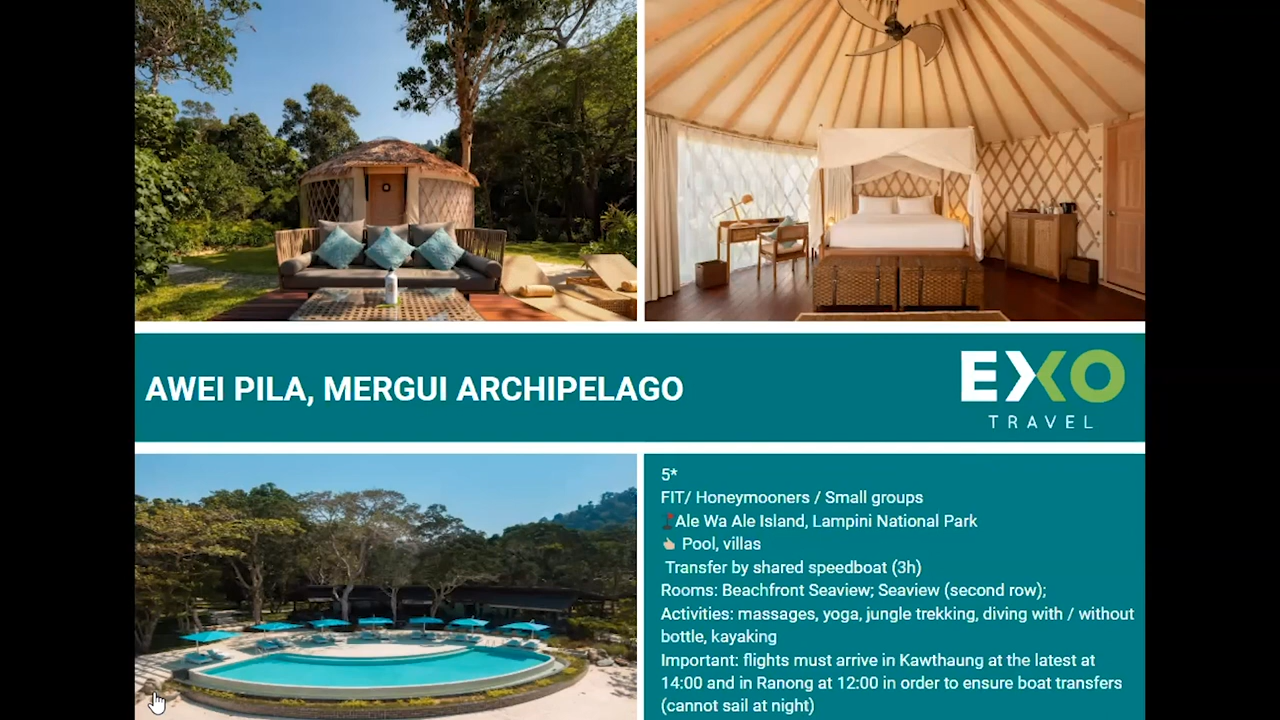 AWEI PILA, MERGUI ARCHIPELAGO
EXO
TRAVEL
5*
FIT/ Honeymooners / Small groups
📍Ale Wa Ale Island, Lampini National Park
👍🏼 Pool, villas
Transfer by shared speedboat (3h)
Rooms: Beachfront Seaview; Seaview (second row);
Activities: massages, yoga, jungle trekking, diving with / without
bottle, kayaking
Important: flights must arrive in Kawthaung at the latest at
14:00 and in Ranong at 12:00 in order to ensure boat transfers
(cannot sail at night)